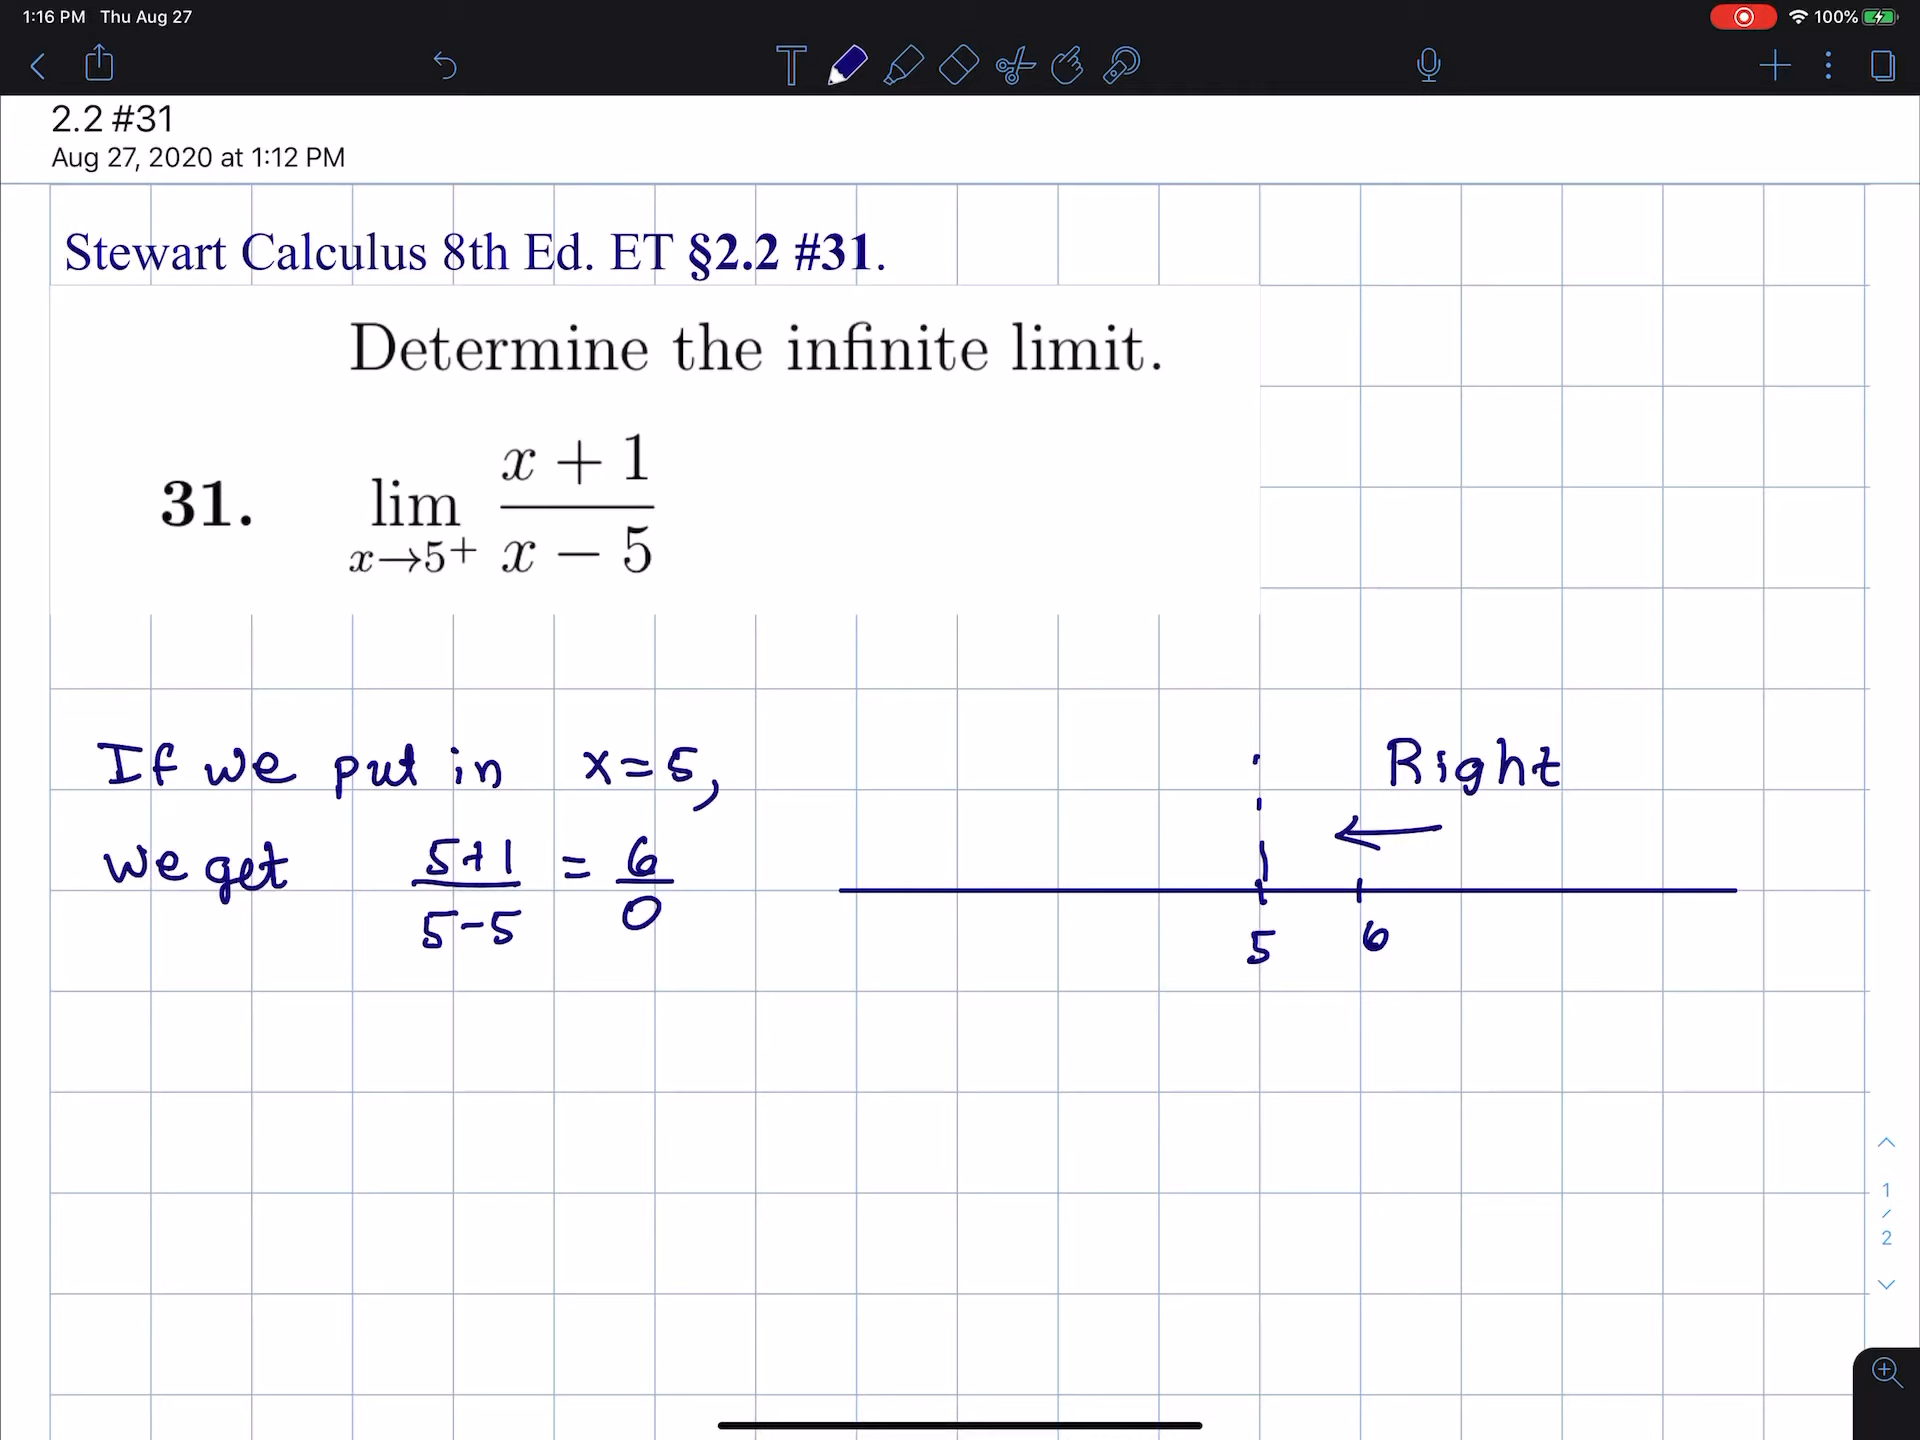 1:16 PM Thu Aug 27
100%
2.2 #31
Aug 27, 2020 at 1:12 PM
Stewart Calculus 8th Ed. ET §2.2 #31.
Determine the infinite limit.
31. lim x→5⁺ (x + 1)/(x − 5)
If we put in x=5,
we get (5+1)/(5-5) = 6/0
Right
5 6
1
/
2